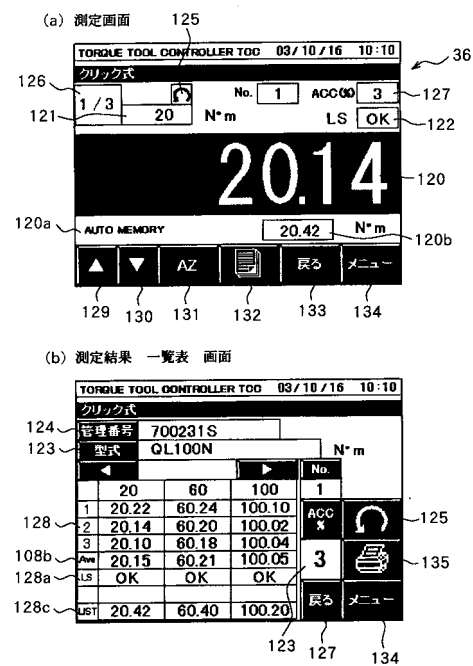 (a) 測定画面
125
TORQUE TOOL CONTROLLER TCC 03/10/16 10:10
36
クリック式
126
1/3
No. 1 ACC(%) 3
127
121
20 N*m
LS OK
122
20.14
120
120a
AUTO MEMORY
20.42 N*m
120b
▲ ▼ AZ 戻る メニュー
129 130 131 132 133 134
(b) 測定結果 一覧表 画面
TORQUE TOOL CONTROLLER TCC 03/10/16 10:10
クリック式
124
管理番号 700231S
123
型式 QL100N N*m
◀ ▶ No.
20 60 100 1
1 20.22 60.24 100.10 ACC %
125
128
2 20.14 60.20 100.02
3 20.10 60.18 100.04
108b
Ave 20.15 60.21 100.05 3
135
128a
LS OK OK OK
128c
LIST 20.42 60.40 100.20 戻る メニュー
123 127 134